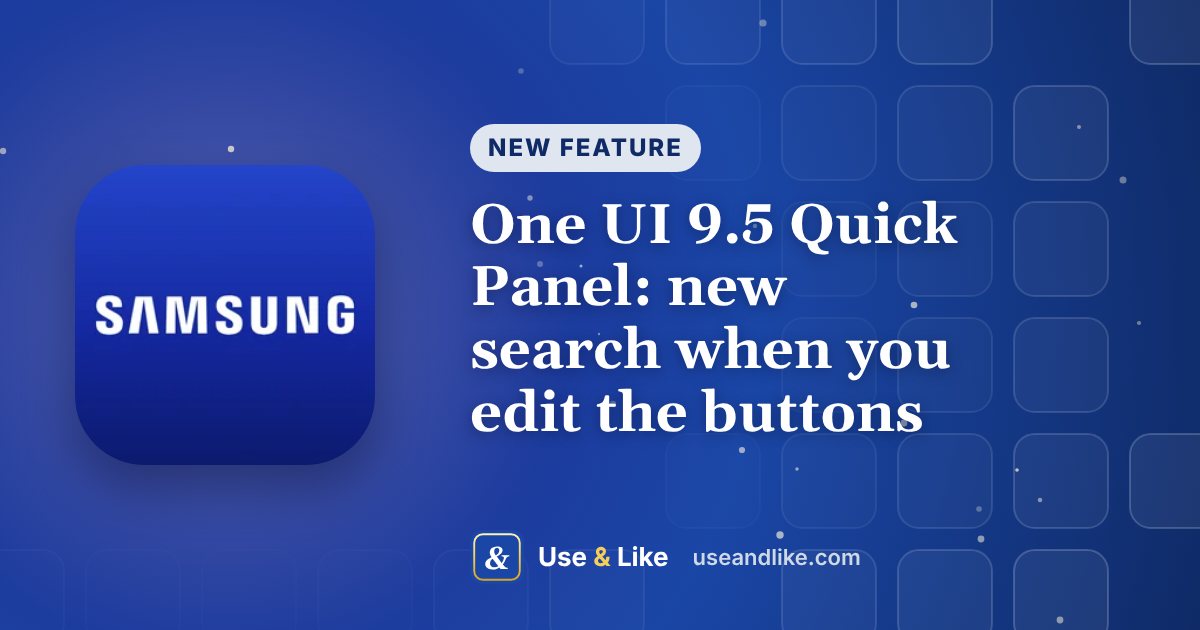 SAMSUNG
NEW FEATURE
One UI 9.5 Quick
Panel: new
search when you
edit the buttons
& Use & Like useandlike.com